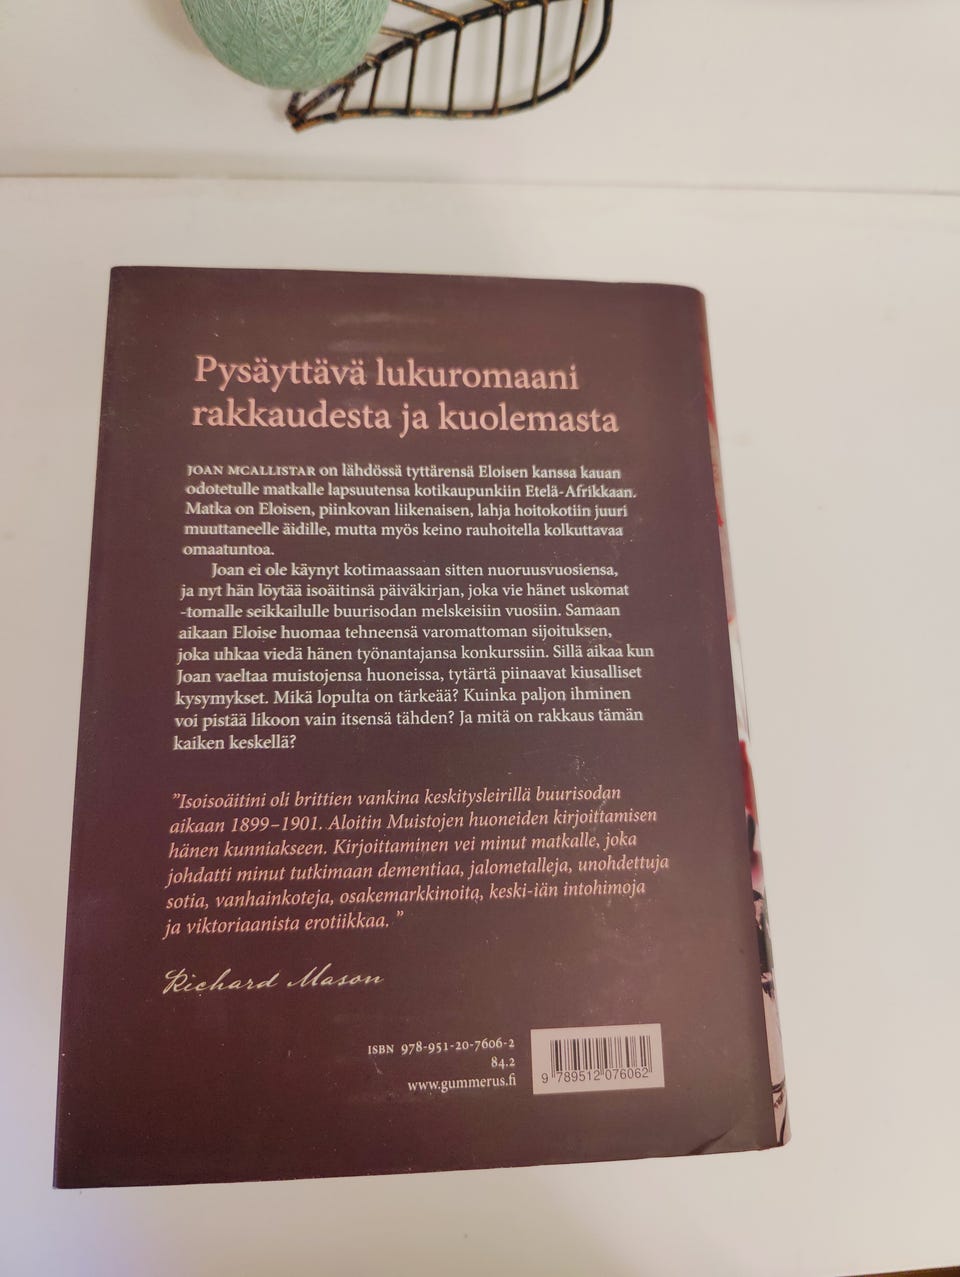 Pysäyttävä lukuromaani
rakkaudesta ja kuolemasta
JOAN MCALLISTAR on lähdössä tyttärensä Eloisen kanssa kauan
odotetulle matkalle lapsuutensa kotikaupunkiin Etelä-Afrikkaan.
Matka on Eloisen, piinkovan liikenaisen, lahja hoitokotiin juuri
muuttaneelle äidille, mutta myös keino rauhoitella kolkuttavaa
omaatuntoa.
Joan ei ole käynyt kotimaassaan sitten nuoruusvuosiensa,
ja nyt hän löytää isoäitinsä päiväkirjan, joka vie hänet uskomat
-tomalle seikkailulle buurisodan melskeisiin vuosiin. Samaan
aikaan Eloise huomaa tehneensä varomattoman sijoituksen,
joka uhkaa viedä hänen työnantajansa konkurssiin. Sillä aikaa kun
Joan vaeltaa muistojensa huoneissa, tytärtä piinaavat kiusalliset
kysymykset. Mikä lopulta on tärkeää? Kuinka paljon ihminen
voi pistää likoon vain itsensä tähden? Ja mitä on rakkaus tämän
kaiken keskellä?
”Isoisoäitini oli brittien vankina keskitysleirillä buurisodan
aikaan 1899–1901. Aloitin Muistojen huoneiden kirjoittamisen
hänen kunniakseen. Kirjoittaminen vei minut matkalle, joka
johdatti minut tutkimaan dementiaa, jalometalleja, unohdettuja
sotia, vanhainkoteja, osakemarkkinoita, keski-iän intohimoja
ja viktoriaanista erotiikkaa. ”
Richard Mason
ISBN 978-951-20-7606-2
84.2
www.gummerus.fi
9 789512 076062